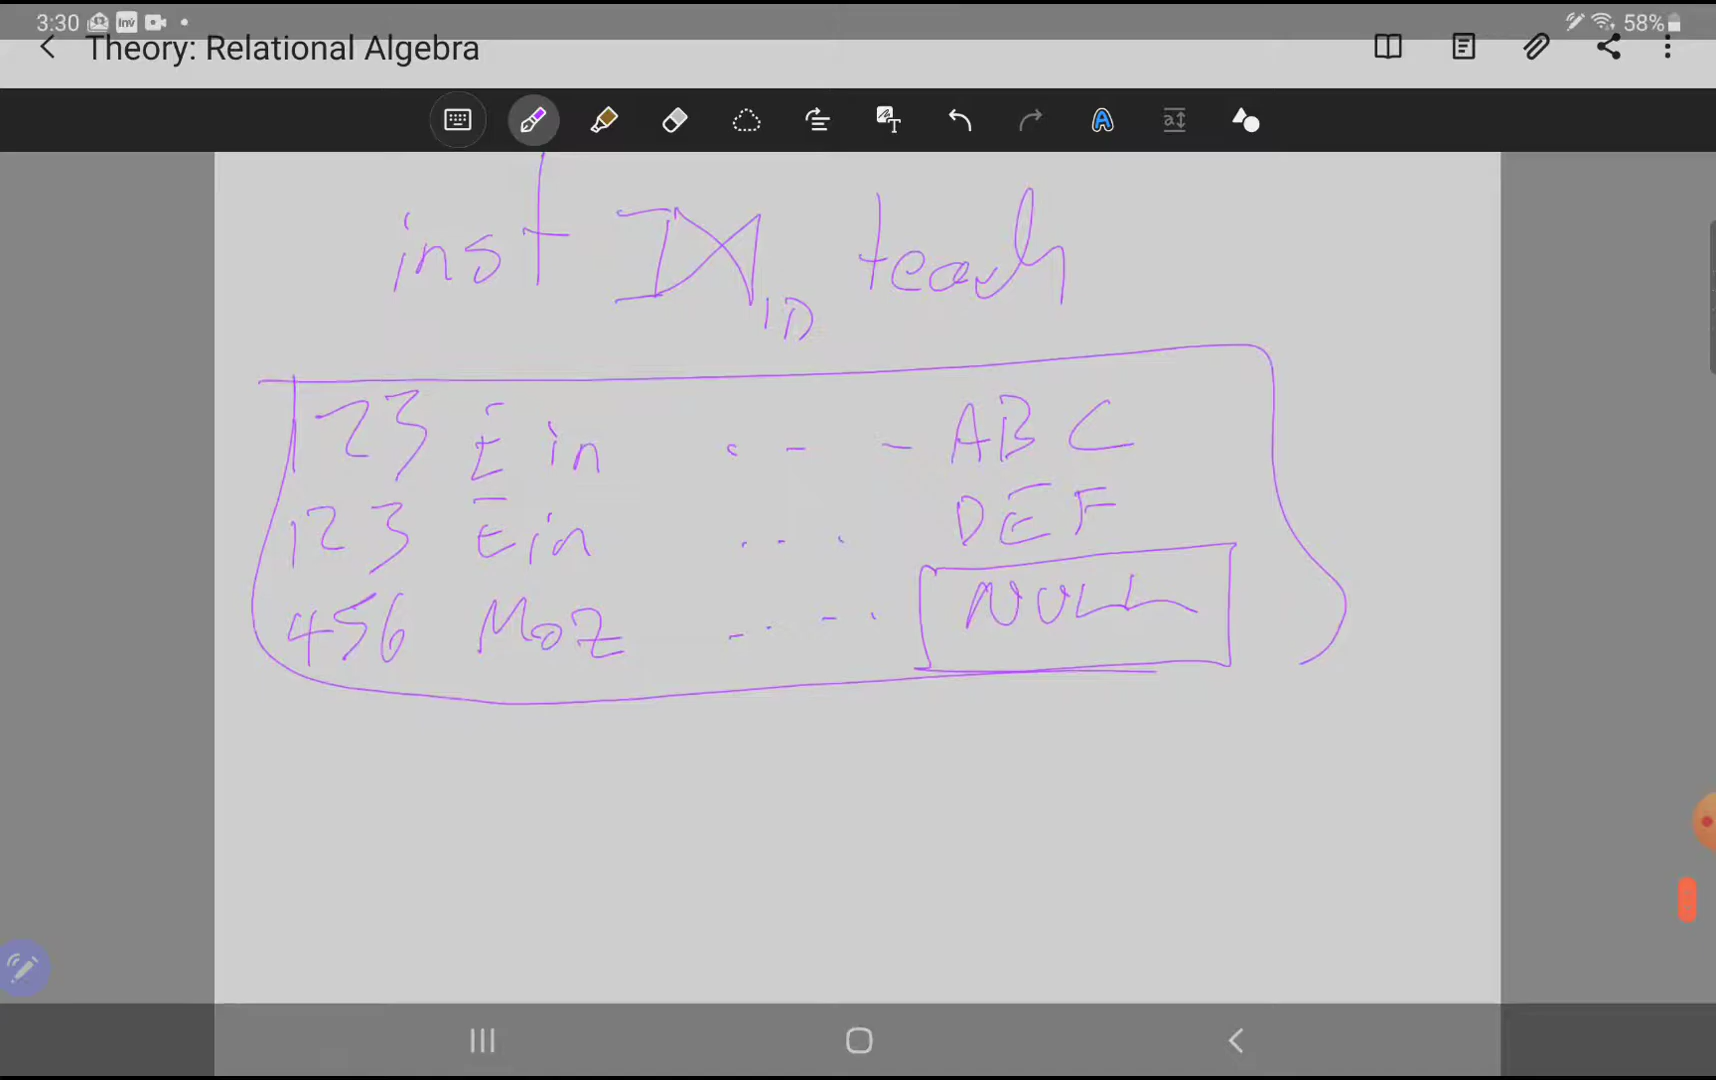 3:30 58%
Theory: Relational Algebra
inst ⟕ ID teach
123 Ein . - - ABC
123 Ein ... DEF
456 Moz .... NULL